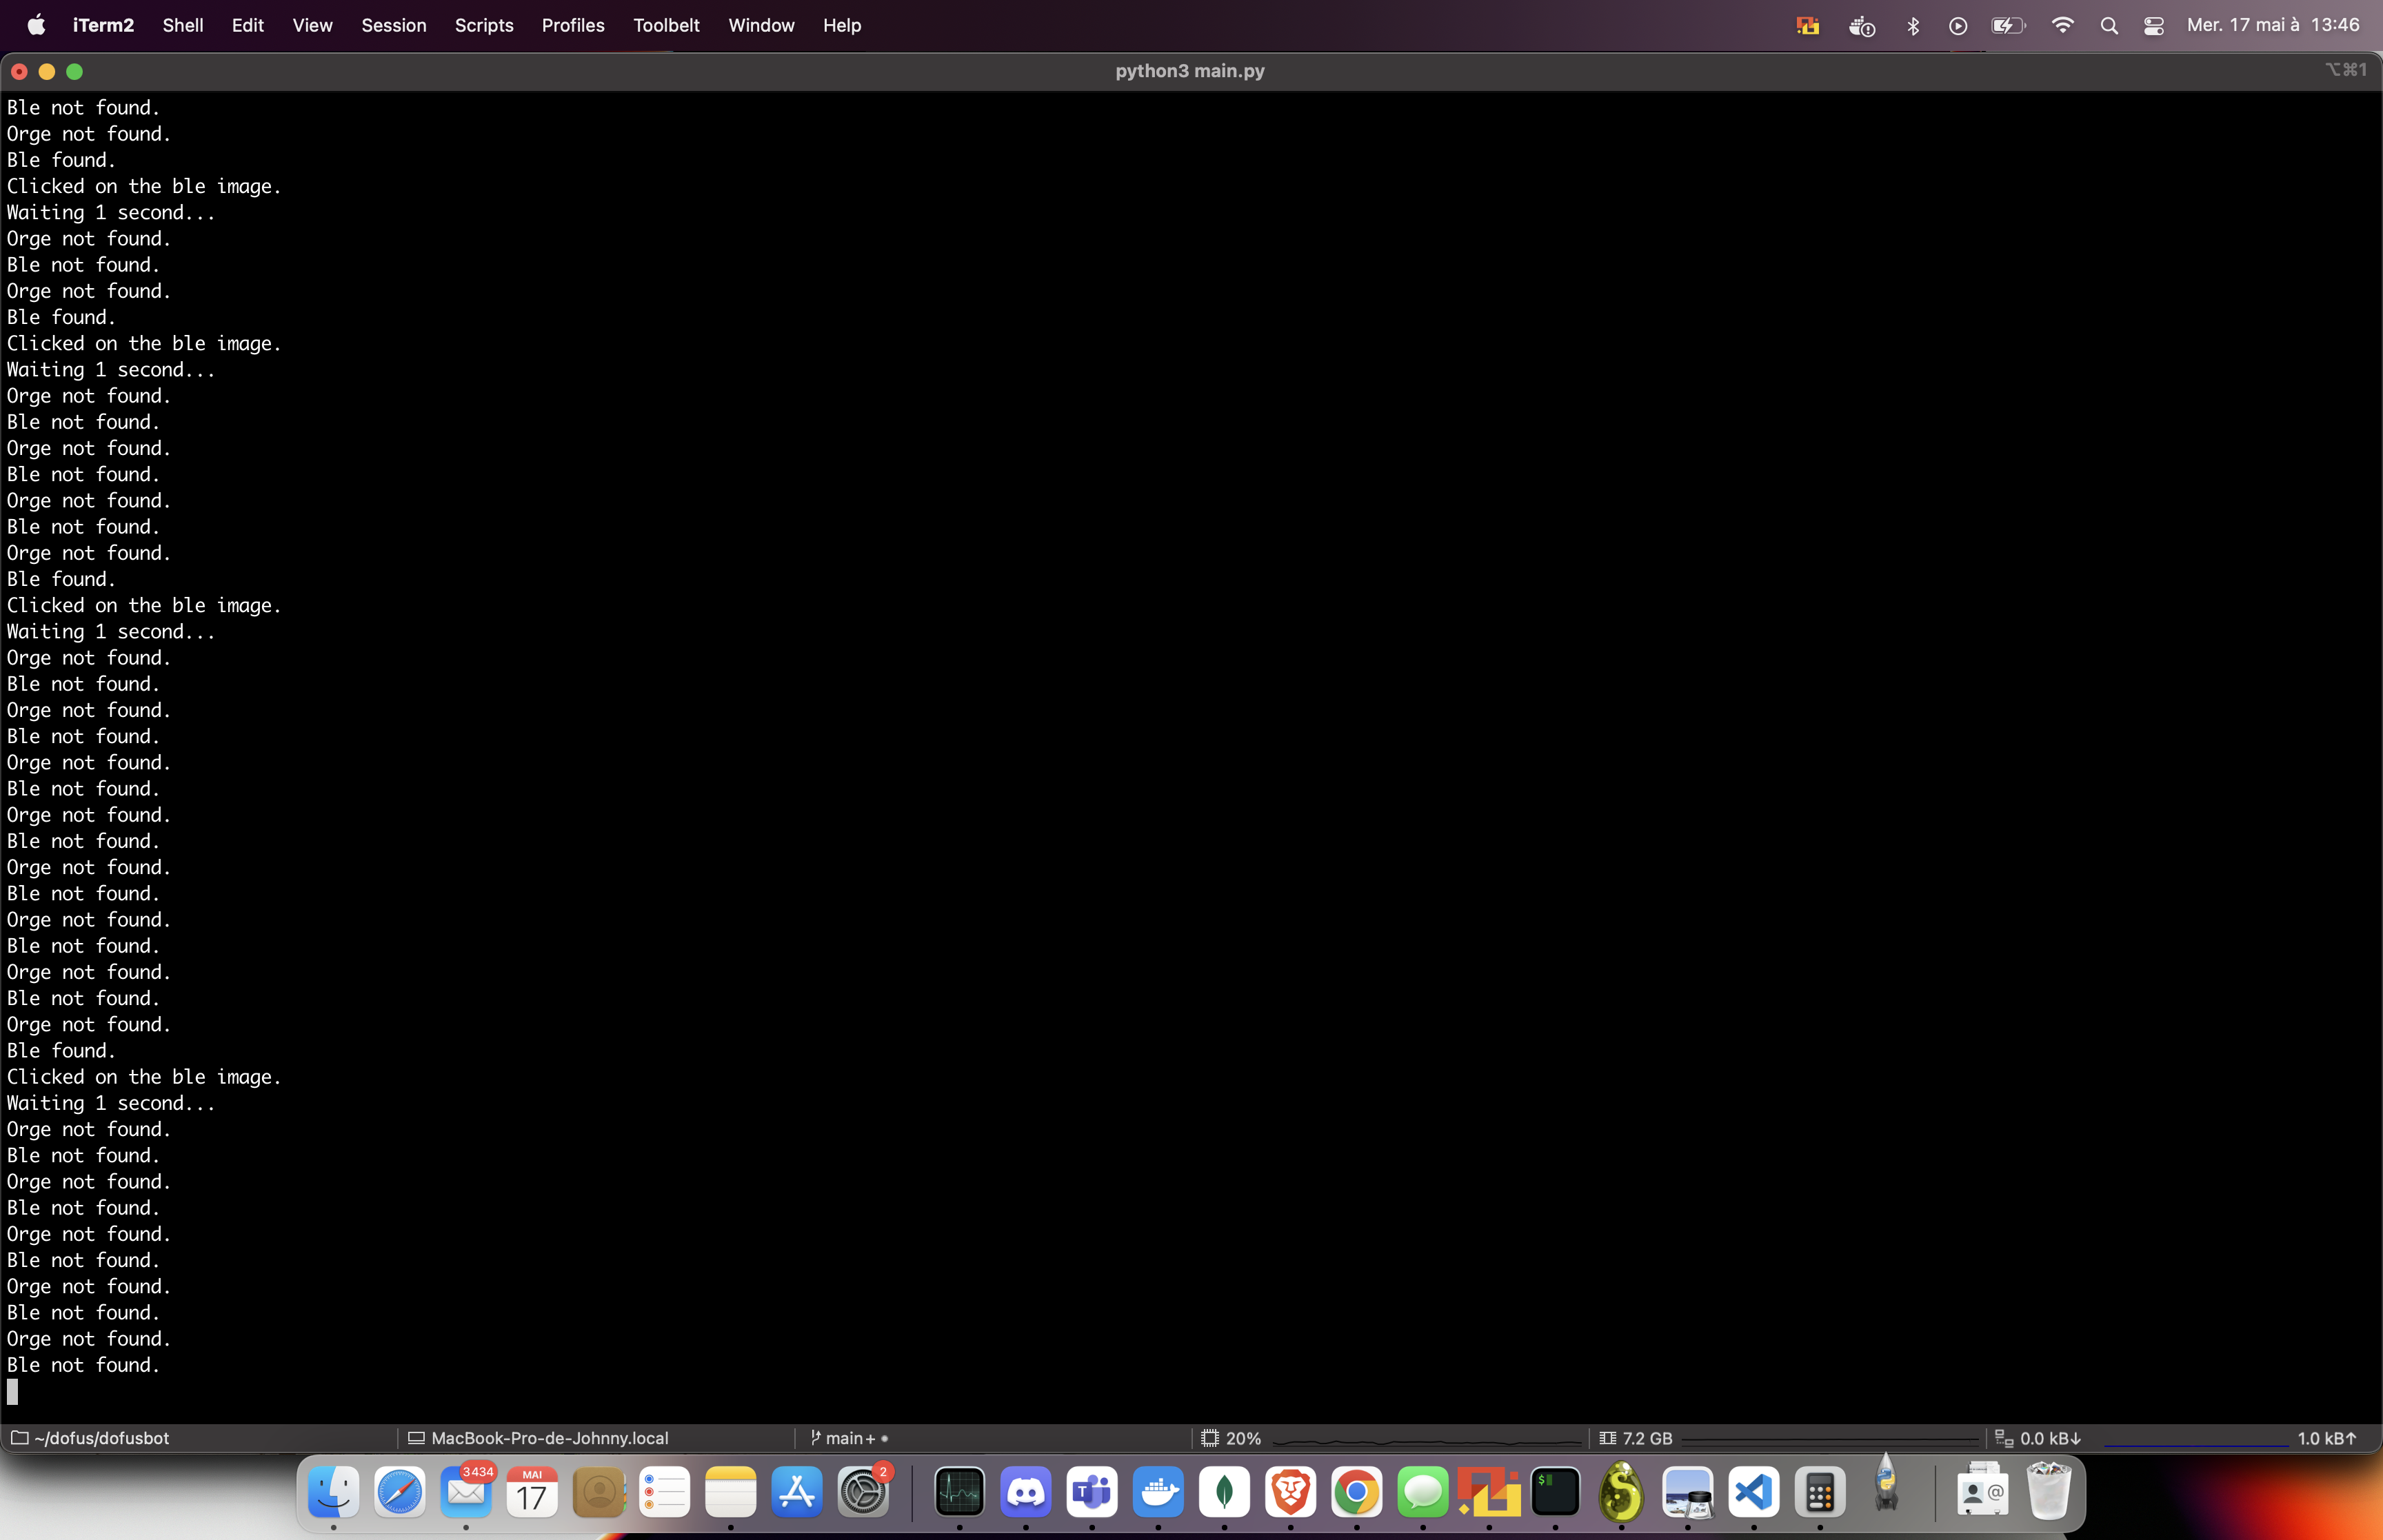 iTerm2 Shell Edit View Session Scripts Profiles Toolbelt Window Help Mer. 17 mai à 13:46
python3 main.py ⌥⌘1
Ble not found.
Orge not found.
Ble found.
Clicked on the ble image.
Waiting 1 second...
Orge not found.
Ble not found.
Orge not found.
Ble found.
Clicked on the ble image.
Waiting 1 second...
Orge not found.
Ble not found.
Orge not found.
Ble not found.
Orge not found.
Ble not found.
Orge not found.
Ble found.
Clicked on the ble image.
Waiting 1 second...
Orge not found.
Ble not found.
Orge not found.
Ble not found.
Orge not found.
Ble not found.
Orge not found.
Ble not found.
Orge not found.
Ble not found.
Orge not found.
Ble not found.
Orge not found.
Ble not found.
Orge not found.
Ble found.
Clicked on the ble image.
Waiting 1 second...
Orge not found.
Ble not found.
Orge not found.
Ble not found.
Orge not found.
Ble not found.
Orge not found.
Ble not found.
Orge not found.
Ble not found.
~/dofus/dofusbot MacBook-Pro-de-Johnny.local main+ 20% 7.2 GB 0.0 kB↓ 1.0 kB↑
3434 MAI 17 2 T $ S @